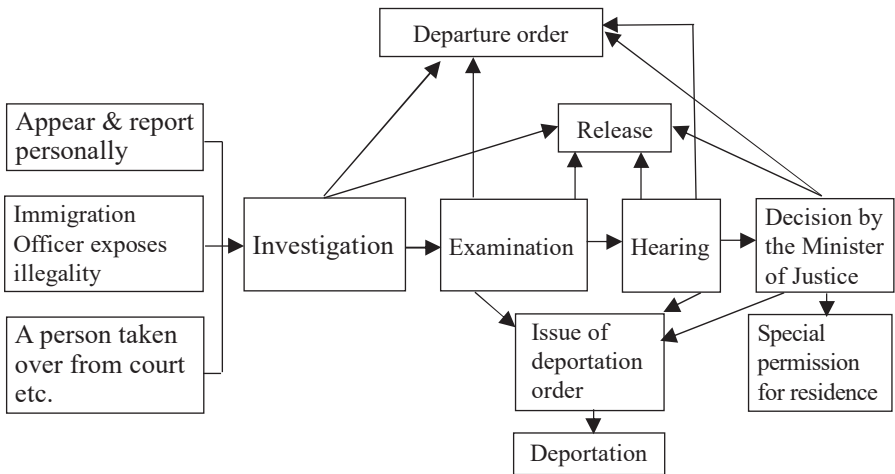 Departure order
Release
Appear & report
personally
Immigration
Officer exposes
illegality
A person taken
over from court
etc.
Investigation
Examination
Hearing
Decision by
the Minister
of Justice
Issue of
deportation
order
Special
permission
for residence
Deportation